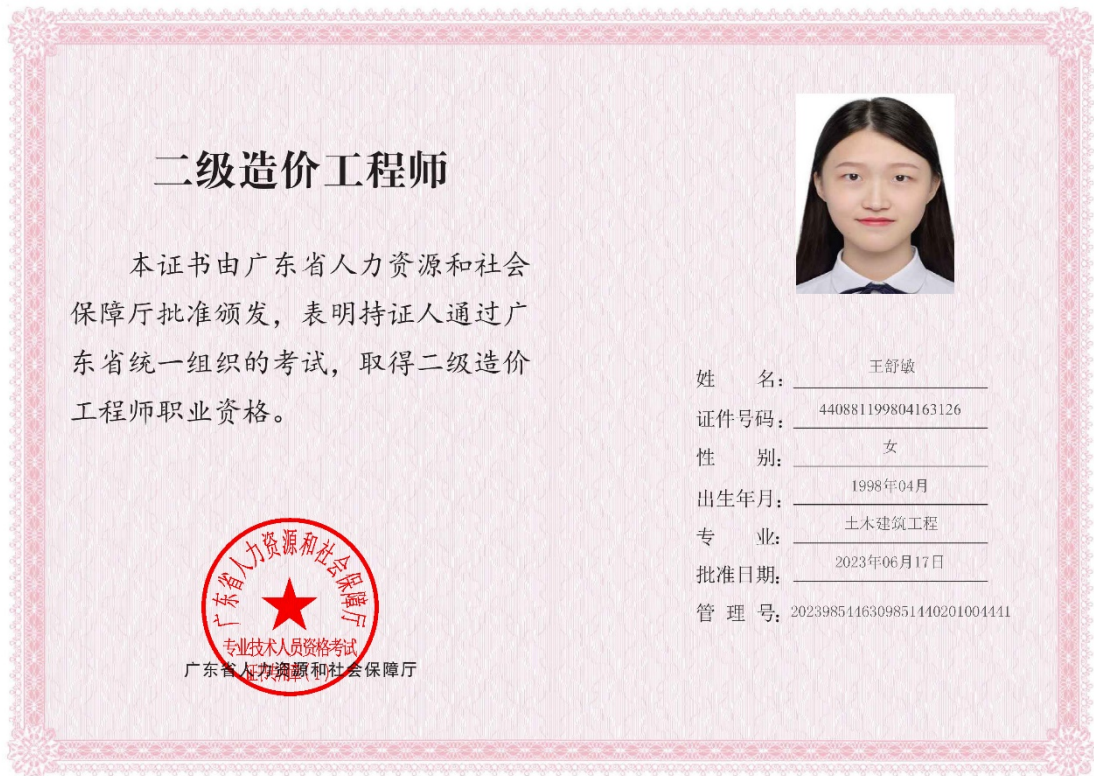 二级造价工程师
本证书由广东省人力资源和社会
保障厅批准颁发，表明持证人通过广
东省统一组织的考试，取得二级造价
工程师职业资格。
广东省人力资源和社会保障厅
专业技术人员资格考试
广东省人力资源和社会保障厅
姓名：王舒敏
证件号码：440881199804163126
性别：女
出生年月：1998年04月
专业：土木建筑工程
批准日期：2023年06月17日
管理号：2023985446309851440201004441